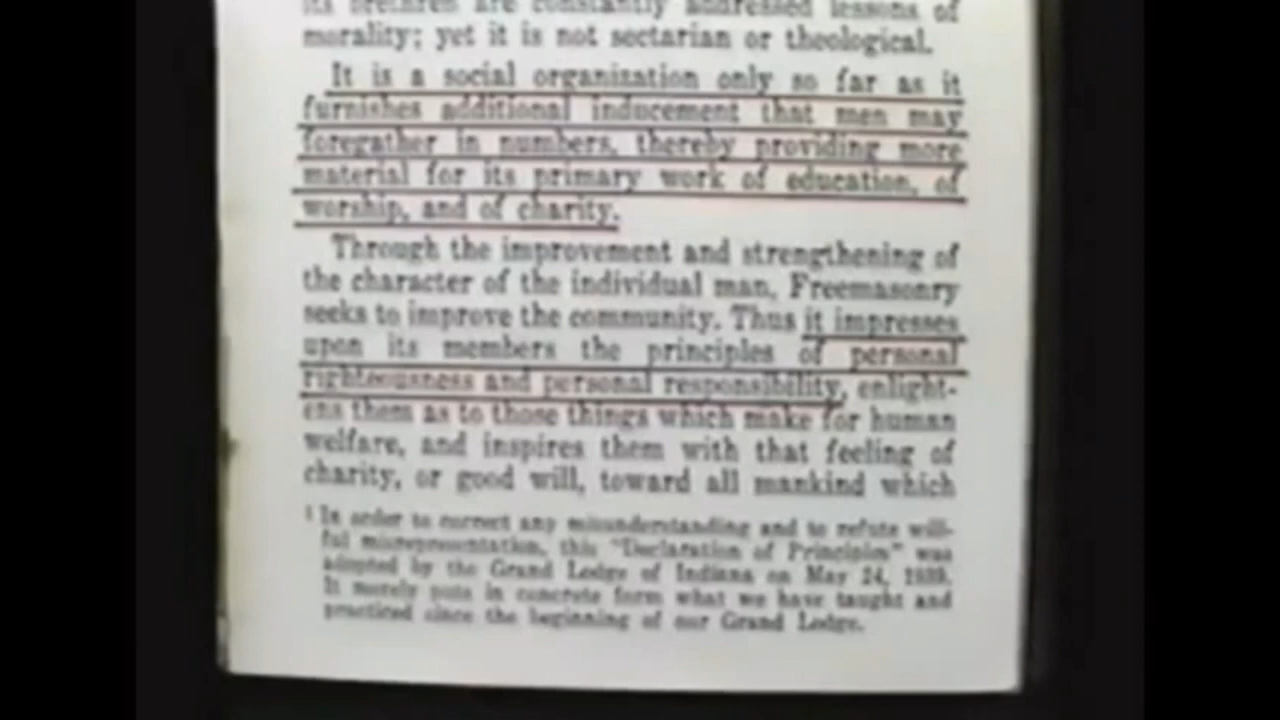 its brethren are constantly addressed lessons of
morality; yet it is not sectarian or theological.
It is a social organization only so far as it
furnishes additional inducement that men may
foregather in numbers, thereby providing more
material for its primary work of education, of
worship, and of charity.
Through the improvement and strengthening of
the character of the individual man, Freemasonry
seeks to improve the community. Thus it impresses
upon its members the principles of personal
righteousness and personal responsibility, enlight-
ens them as to those things which make for human
welfare, and inspires them with that feeling of
charity, or good will, toward all mankind which
1 In order to correct any misunderstanding and to refute will-
ful misrepresentation, this "Declaration of Principles" was
adopted by the Grand Lodge of Indiana on May 24, 1939.
It merely puts in concrete form what we have taught and
practiced since the beginning of our Grand Lodge.